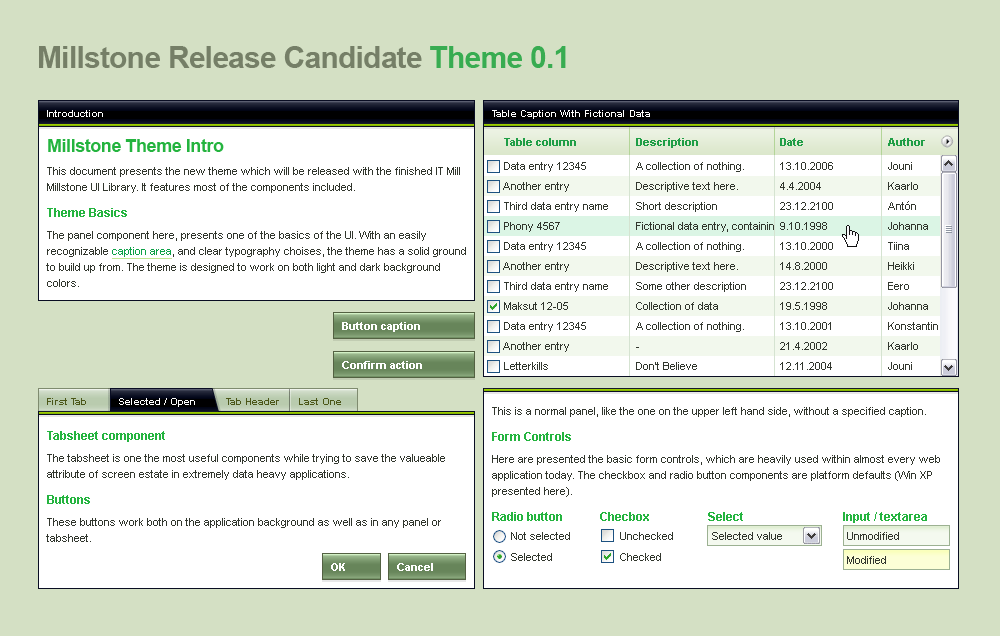 Millstone Release Candidate Theme 0.1
Introduction
Millstone Theme Intro
This document presents the new theme which will be released with the finished IT Mill
Millstone UI Library. It features most of the components included.
Theme Basics
The panel component here, presents one of the basics of the UI. With an easily
recognizable caption area, and clear typography choises, the theme has a solid ground
to build up from. The theme is designed to work on both light and dark background
colors.
Button caption
Confirm action
Table Caption With Fictional Data
Table column Description Date Author
Data entry 12345 A collection of nothing. 13.10.2006 Jouni
Another entry Descriptive text here. 4.4.2004 Kaarlo
Third data entry name Short description 23.12.2100 Antón
Phony 4567 Fictional data entry, containin 9.10.1998 Johanna
Data entry 12345 A collection of nothing. 13.10.2000 Tiina
Another entry Descriptive text here. 14.8.2000 Heikki
Third data entry name Some other description 23.12.2100 Eero
Maksut 12-05 Collection of data 19.5.1998 Johanna
Data entry 12345 A collection of nothing. 13.10.2001 Konstantin
Another entry - 21.4.2002 Kaarlo
Letterkills Don't Believe 12.11.2004 Jouni
First Tab Selected / Open Tab Header Last One
Tabsheet component
The tabsheet is one the most useful components while trying to save the valueable
attribute of screen estate in extremely data heavy applications.
Buttons
These buttons work both on the application background as well as in any panel or
tabsheet.
OK Cancel
This is a normal panel, like the one on the upper left hand side, without a specified caption.
Form Controls
Here are presented the basic form controls, which are heavily used within almost every web
application today. The checkbox and radio button components are platform defaults (Win XP
presented here).
Radio button Checbox Select Input / textarea
Not selected Unchecked Selected value Unmodified
Selected Checked Modified